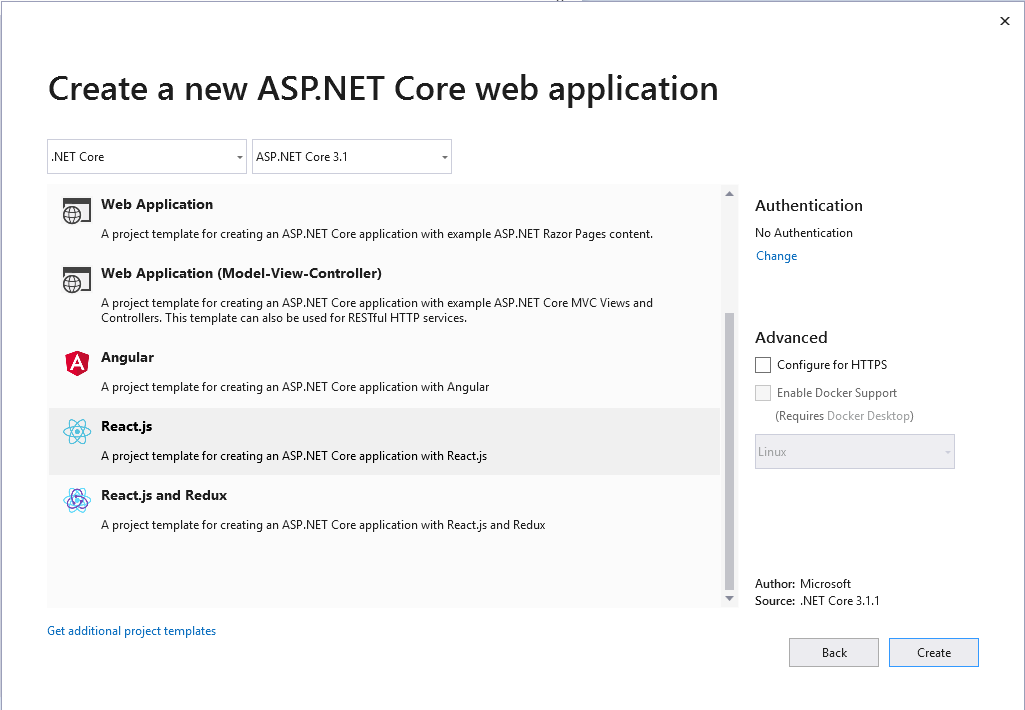 Create a new ASP.NET Core web application
.NET Core
ASP.NET Core 3.1
Web Application
A project template for creating an ASP.NET Core application with example ASP.NET Razor Pages content.
Web Application (Model-View-Controller)
A project template for creating an ASP.NET Core application with example ASP.NET Core MVC Views and
Controllers. This template can also be used for RESTful HTTP services.
Angular
A project template for creating an ASP.NET Core application with Angular
React.js
A project template for creating an ASP.NET Core application with React.js
React.js and Redux
A project template for creating an ASP.NET Core application with React.js and Redux
Get additional project templates
Authentication
No Authentication
Change
Advanced
Configure for HTTPS
Enable Docker Support
(Requires Docker Desktop)
Linux
Author: Microsoft
Source: .NET Core 3.1.1
Back
Create